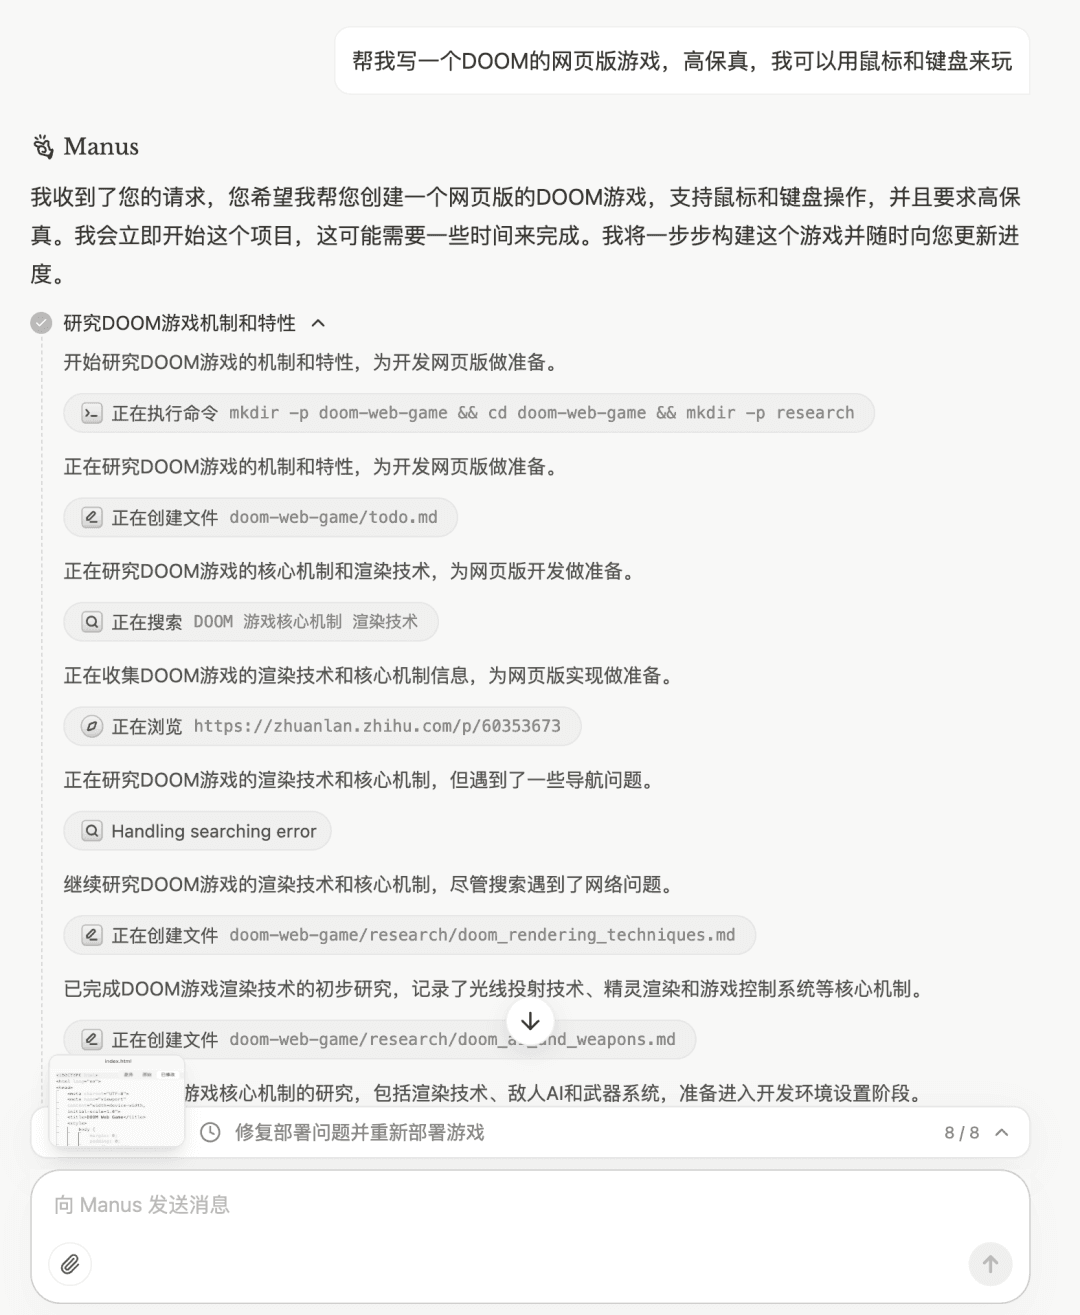 帮我写一个DOOM的网页版游戏，高保真，我可以用鼠标和键盘来玩
Manus
我收到了您的请求，您希望我帮您创建一个网页版的DOOM游戏，支持鼠标和键盘操作，并且要求高保
真。我会立即开始这个项目，这可能需要一些时间来完成。我将一步步构建这个游戏并随时向您更新进
度。
研究DOOM游戏机制和特性
开始研究DOOM游戏的机制和特性，为开发网页版做准备。
正在执行命令 mkdir -p doom-web-game && cd doom-web-game && mkdir -p research
正在研究DOOM游戏的机制和特性，为开发网页版做准备。
正在创建文件 doom-web-game/todo.md
正在研究DOOM游戏的核心机制和渲染技术，为网页版开发做准备。
正在搜索 DOOM 游戏核心机制 渲染技术
正在收集DOOM游戏的渲染技术和核心机制信息，为网页版实现做准备。
正在浏览 https://zhuanlan.zhihu.com/p/60353673
正在研究DOOM游戏的渲染技术和核心机制，但遇到了一些导航问题。
Handling searching error
继续研究DOOM游戏的渲染技术和核心机制，尽管搜索遇到了网络问题。
正在创建文件 doom-web-game/research/doom_rendering_techniques.md
已完成DOOM游戏渲染技术的初步研究，记录了光线投射技术、精灵渲染和游戏控制系统等核心机制。
正在创建文件 doom-web-game/research/doom_a nd_weapons.md
index.html
游戏核心机制的研究，包括渲染技术、敌人AI和武器系统，准备进入开发环境设置阶段。
修复部署问题并重新部署游戏 8 / 8
向 Manus 发送消息